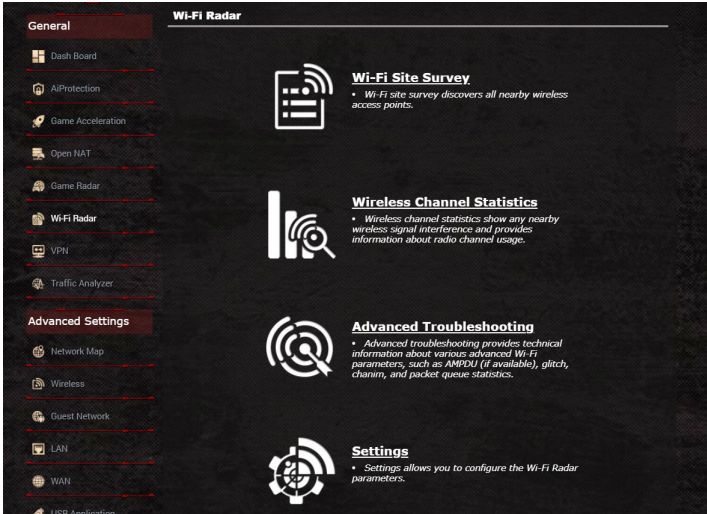 General
Dash Board
AiProtection
Game Acceleration
Open NAT
Game Radar
Wi-Fi Radar
VPN
Traffic Analyzer
Advanced Settings
Network Map
Wireless
Guest Network
LAN
WAN
USB Application
Wi-Fi Radar
Wi-Fi Site Survey
• Wi-Fi site survey discovers all nearby wireless
access points.
Wireless Channel Statistics
• Wireless channel statistics show any nearby
wireless signal interference and provides
information about radio channel usage.
Advanced Troubleshooting
• Advanced troubleshooting provides technical
information about various advanced Wi-Fi
parameters, such as AMPDU (if available), glitch,
chanim, and packet queue statistics.
Settings
• Settings allows you to configure the Wi-Fi Radar
parameters.